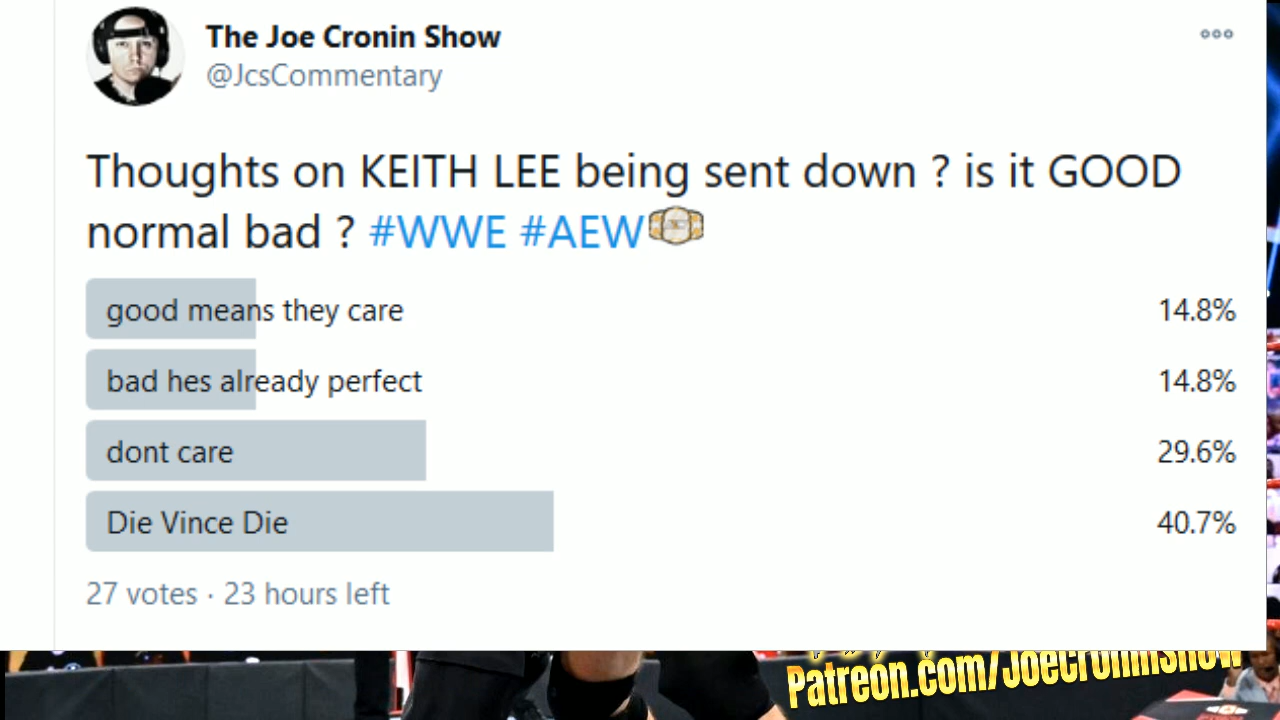 The Joe Cronin Show
@JcsCommentary
Thoughts on KEITH LEE being sent down ? is it GOOD
normal bad ? #WWE #AEW
good means they care 14.8%
bad hes already perfect 14.8%
dont care 29.6%
Die Vince Die 40.7%
27 votes · 23 hours left
Patreon.com/JoeCroninShow